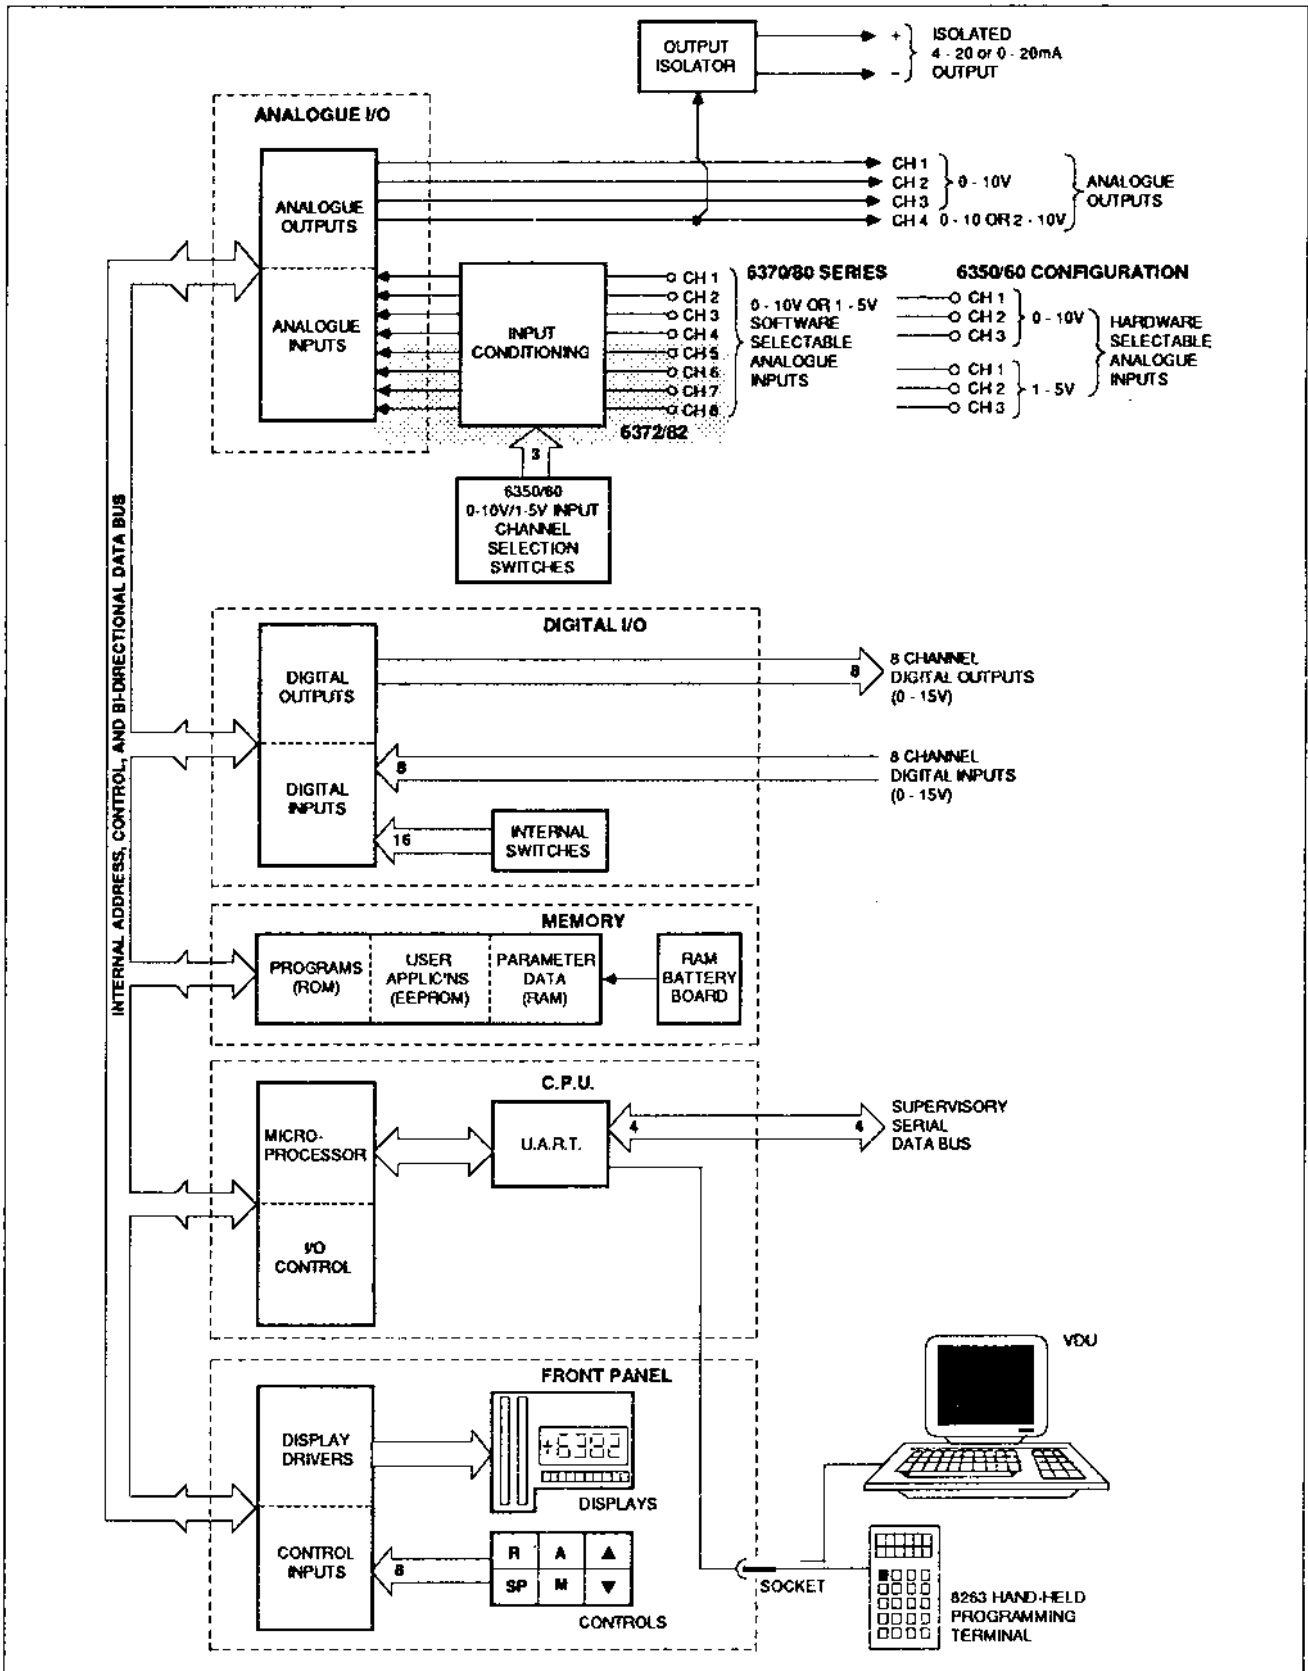 OUTPUT
ISOLATOR
+
-
ISOLATED
4 - 20 or 0 - 20mA
OUTPUT
ANALOGUE I/O
ANALOGUE
OUTPUTS
ANALOGUE
INPUTS
CH 1
CH 2
CH 3
0 - 10V
CH 4 0 - 10 OR 2 - 10V
ANALOGUE
OUTPUTS
INPUT
CONDITIONING
CH 1
CH 2
CH 3
CH 4
CH 5
CH 6
CH 7
CH 8
6372/82
6370/80 SERIES
0 - 10V OR 1 - 5V
SOFTWARE
SELECTABLE
ANALOGUE
INPUTS
6350/60 CONFIGURATION
CH 1
CH 2
CH 3
0 - 10V
CH 1
CH 2
CH 3
1 - 5V
HARDWARE
SELECTABLE
ANALOGUE
INPUTS
3
6350/60
0-10V/1-5V INPUT
CHANNEL
SELECTION
SWITCHES
INTERNAL ADDRESS, CONTROL, AND BI-DIRECTIONAL DATA BUS
DIGITAL I/O
DIGITAL
OUTPUTS
DIGITAL
INPUTS
8
8 CHANNEL
DIGITAL OUTPUTS
(0 - 15V)
8
8 CHANNEL
DIGITAL INPUTS
(0 - 15V)
16
INTERNAL
SWITCHES
MEMORY
PROGRAMS
(ROM)
USER
APPLIC'NS
(EEPROM)
PARAMETER
DATA
(RAM)
RAM
BATTERY
BOARD
C.P.U.
MICRO-
PROCESSOR
I/O
CONTROL
U.A.R.T.
4
4
SUPERVISORY
SERIAL
DATA BUS
FRONT PANEL
DISPLAY
DRIVERS
CONTROL
INPUTS
+6382
DISPLAYS
8
R A ▲
SP M ▼
CONTROLS
SOCKET
VDU
8263 HAND-HELD
PROGRAMMING
TERMINAL